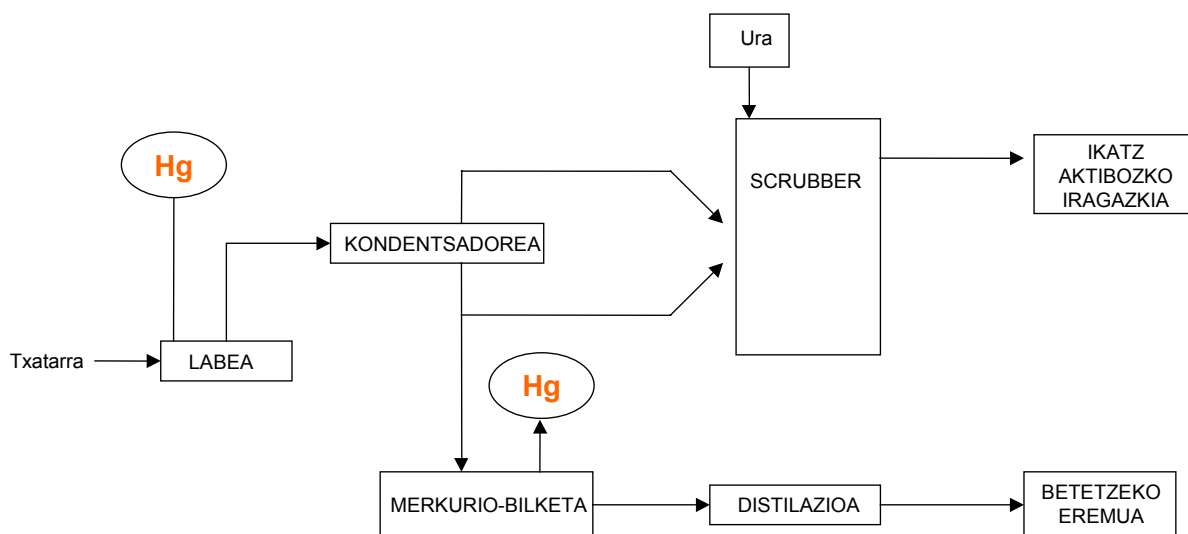 Ura
Hg
SCRUBBER
IKATZ
AKTIBOZKO
IRAGAZKIA
KONDENTSADOREA
Txatarra
LABEA
Hg
MERKURIO-BILKETA
DISTILAZIOA
BETETZEKO
EREMUA